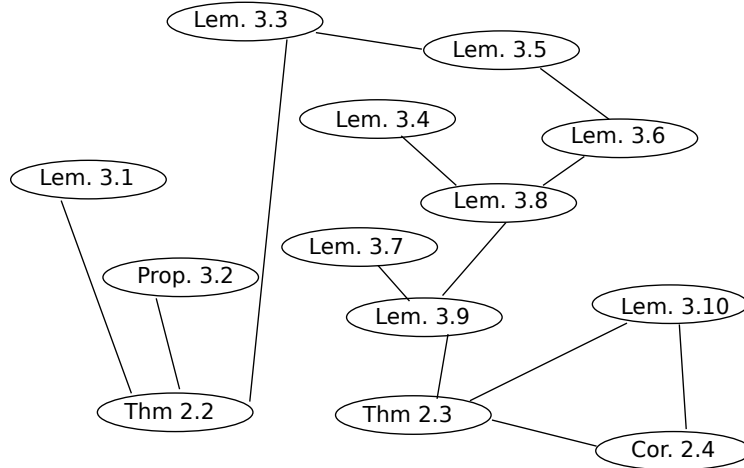 Lem. 3.3
Lem. 3.5
Lem. 3.4
Lem. 3.6
Lem. 3.1
Lem. 3.8
Lem. 3.7
Prop. 3.2
Lem. 3.10
Lem. 3.9
Thm 2.2
Thm 2.3
Cor. 2.4